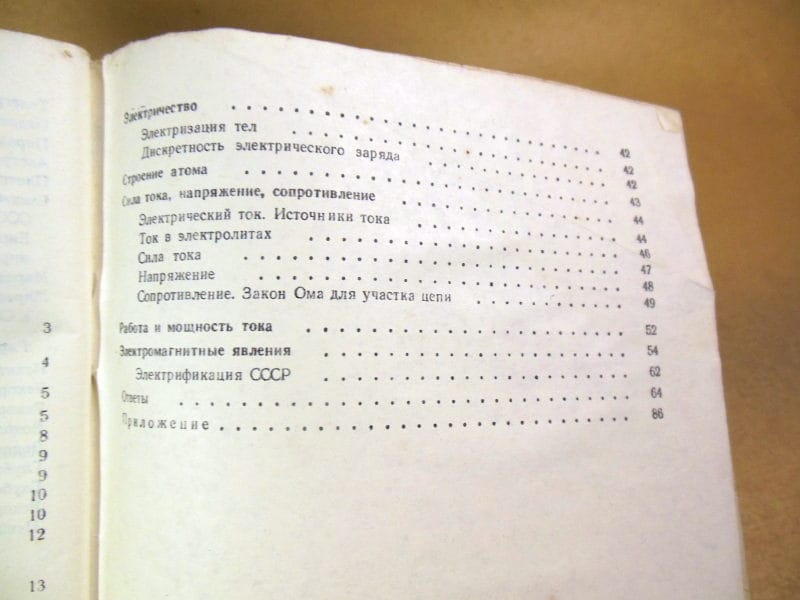 3
4
5
5
8
9
9
10
10
12
13
Электричество . . . . . . . . . . . . . . . . . . . . 42
Электризация тел . . . . . . . . . . . . . . . . . 42
Дискретность электрического заряда . . . . . . . . . . 42
Строение атома . . . . . . . . . . . . . . . . . . . 43
Сила тока, напряжение, сопротивление . . . . . . . . . . . 44
Электрический ток. Источники тока . . . . . . . . . . 44
Ток в электролитах . . . . . . . . . . . . . . . . 46
Сила тока . . . . . . . . . . . . . . . . . . . 47
Напряжение . . . . . . . . . . . . . . . . . . 48
Сопротивление. Закон Ома для участка цепи . . . . . . . 49
Работа и мощность тока . . . . . . . . . . . . . . . . 52
Электромагнитные явления . . . . . . . . . . . . . . . 54
Электрификация СССР . . . . . . . . . . . . . . . 62
Ответы . . . . . . . . . . . . . . . . . . . . . . 64
Приложение . . . . . . . . . . . . . . . . . . . . 86